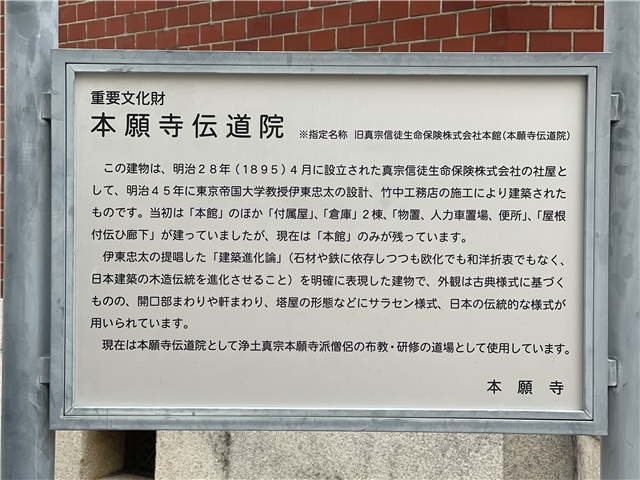 重要文化財
本願寺伝道院 ※指定名称 旧真宗信徒生命保険株式会社本館(本願寺伝道院)
この建物は、明治28年(1895)4月に設立された真宗信徒生命保険株式会社の社屋と
して、明治45年に東京帝国大学教授伊東忠太の設計、竹中工務店の施工により建築された
ものです。当初は「本館」のほか「付属屋」、「倉庫」2棟、「物置、人力車置場、便所」、「屋根
付伝ひ廊下」が建っていましたが、現在は「本館」のみが残っています。
伊東忠太の提唱した「建築進化論」(石材や鉄に依存しつつも欧化でも和洋折衷でもなく、
日本建築の木造伝統を進化させること)を明確に表現した建物で、外観は古典様式に基づく
ものの、開口部まわりや軒まわり、塔屋の形態などにサラセン様式、日本の伝統的な様式が
用いられています。
現在は本願寺伝道院として浄土真宗本願寺派僧侶の布教・研修の道場として使用しています。
本願寺